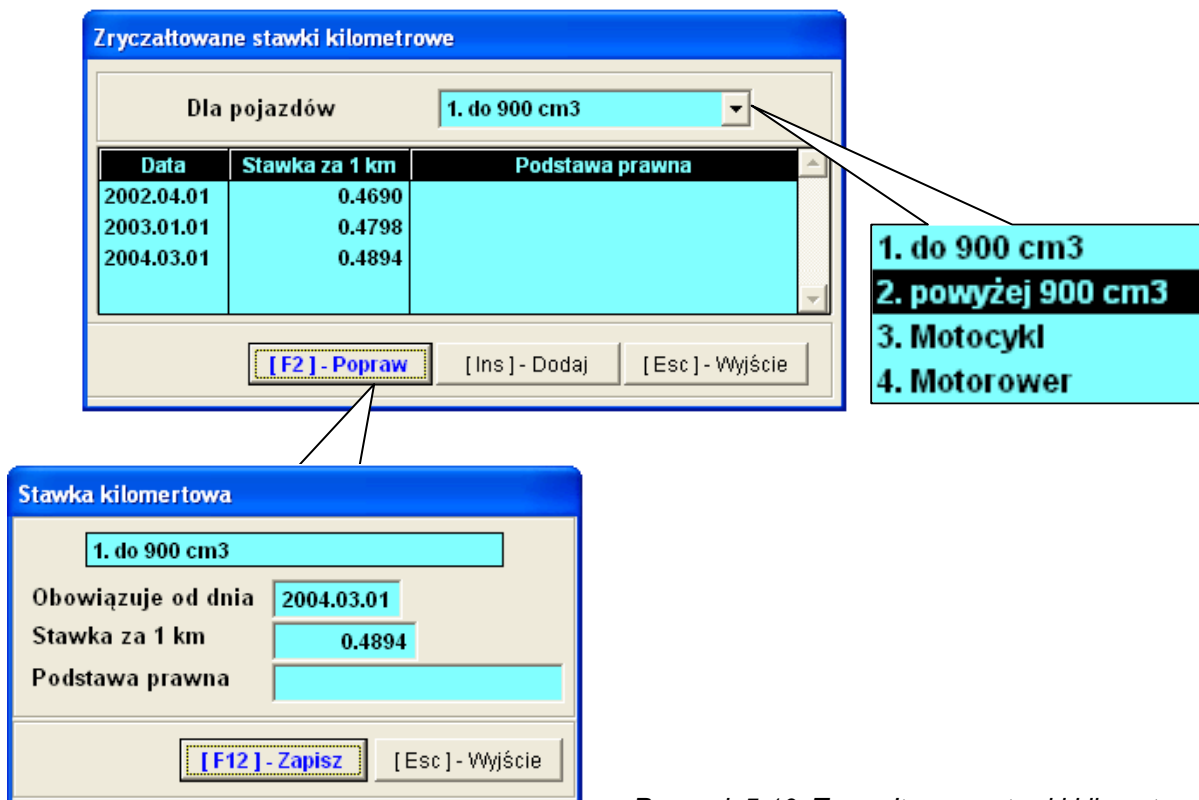 Zryczałtowane stawki kilometrowe
Dla pojazdów 1. do 900 cm3
Data Stawka za 1 km Podstawa prawna
2002.04.01 0.4690
2003.01.01 0.4798
2004.03.01 0.4894
[ F2 ] - Popraw [ Ins ] - Dodaj [ Esc ] - Wyjście
1. do 900 cm3
2. powyżej 900 cm3
3. Motocykl
4. Motorower
Stawka kilomertowa
1. do 900 cm3
Obowiązuje od dnia 2004.03.01
Stawka za 1 km 0.4894
Podstawa prawna
[ F12 ] - Zapisz [ Esc ] - Wyjście